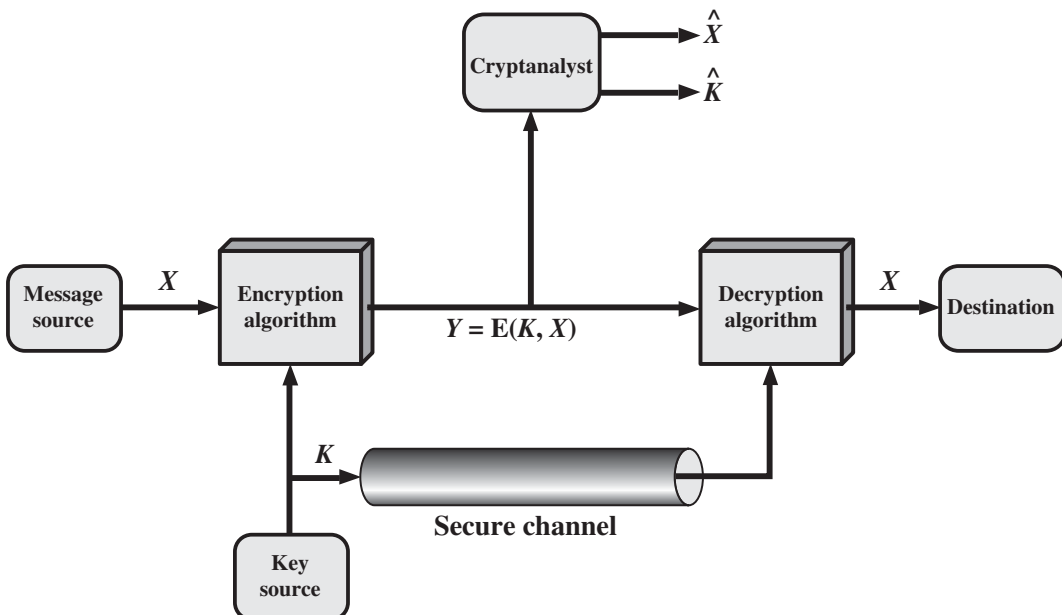 X̂
Cryptanalyst
K̂
Message
source
X
Encryption
algorithm
Y = E(K, X)
Decryption
algorithm
X
Destination
K
Secure channel
Key
source